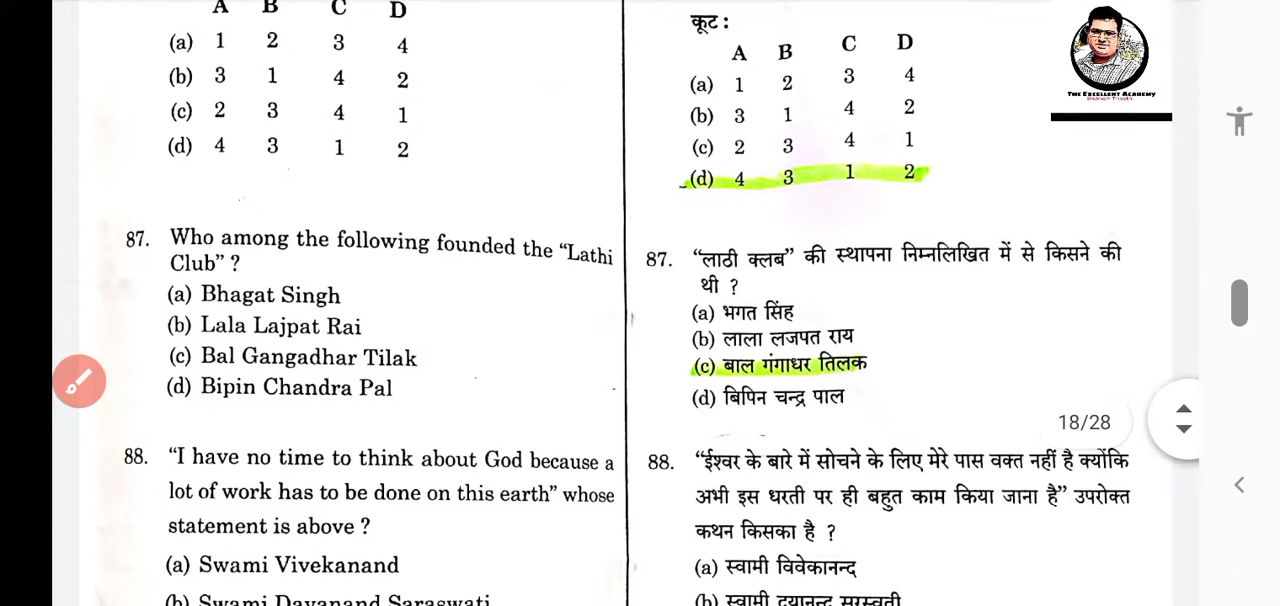 A B C D
(a) 1 2 3 4
(b) 3 1 4 2
(c) 2 3 4 1
(d) 4 3 1 2
87. Who among the following founded the “Lathi
Club” ?
(a) Bhagat Singh
(b) Lala Lajpat Rai
(c) Bal Gangadhar Tilak
(d) Bipin Chandra Pal
88. “I have no time to think about God because a
lot of work has to be done on this earth” whose
statement is above ?
(a) Swami Vivekanand
(b) Swami Dayanand Saraswati
कूट :
A B C D
(a) 1 2 3 4
(b) 3 1 4 2
(c) 2 3 4 1
(d) 4 3 1 2
87. “लाठी क्लब” की स्थापना निम्नलिखित में से किसने की
थी ?
(a) भगत सिंह
(b) लाला लजपत राय
(c) बाल गंगाधर तिलक
(d) बिपिन चन्द्र पाल
88. “ईश्वर के बारे में सोचने के लिए मेरे पास वक्त नहीं है क्योंकि
अभी इस धरती पर ही बहुत काम किया जाना है” उपरोक्त
कथन किसका है ?
(a) स्वामी विवेकानन्द
(b) स्वामी दयानन्द सरस्वती
THE EXCELLENT ACADEMY
18/28